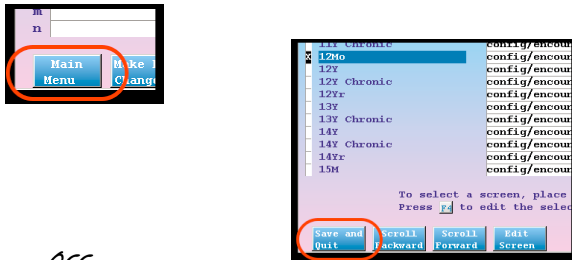 m
n
Main
Menu
Make
Chang
11Y Chronic
x 12Mo
12Y
12Y Chronic
12Yr
13Y
13Y Chronic
14Y
14Y Chronic
14Yr
15M
config/encoun
config/encoun
config/encoun
config/encoun
config/encoun
config/encoun
config/encoun
config/encoun
config/encoun
config/encoun
config/encoun
To select a screen, place
Press F4 to edit the selec
Save and
Quit
Scroll
Backward
Scroll
Forward
Edit
Screen